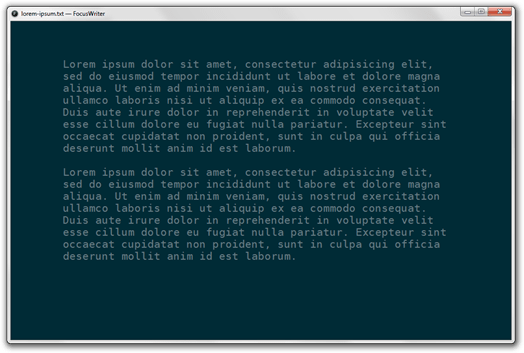 lorem-ipsum.txt — FocusWriter
Lorem ipsum dolor sit amet, consectetur adipisicing elit,
sed do eiusmod tempor incididunt ut labore et dolore magna
aliqua. Ut enim ad minim veniam, quis nostrud exercitation
ullamco laboris nisi ut aliquip ex ea commodo consequat.
Duis aute irure dolor in reprehenderit in voluptate velit
esse cillum dolore eu fugiat nulla pariatur. Excepteur sint
occaecat cupidatat non proident, sunt in culpa qui officia
deserunt mollit anim id est laborum.
Lorem ipsum dolor sit amet, consectetur adipisicing elit,
sed do eiusmod tempor incididunt ut labore et dolore magna
aliqua. Ut enim ad minim veniam, quis nostrud exercitation
ullamco laboris nisi ut aliquip ex ea commodo consequat.
Duis aute irure dolor in reprehenderit in voluptate velit
esse cillum dolore eu fugiat nulla pariatur. Excepteur sint
occaecat cupidatat non proident, sunt in culpa qui officia
deserunt mollit anim id est laborum.